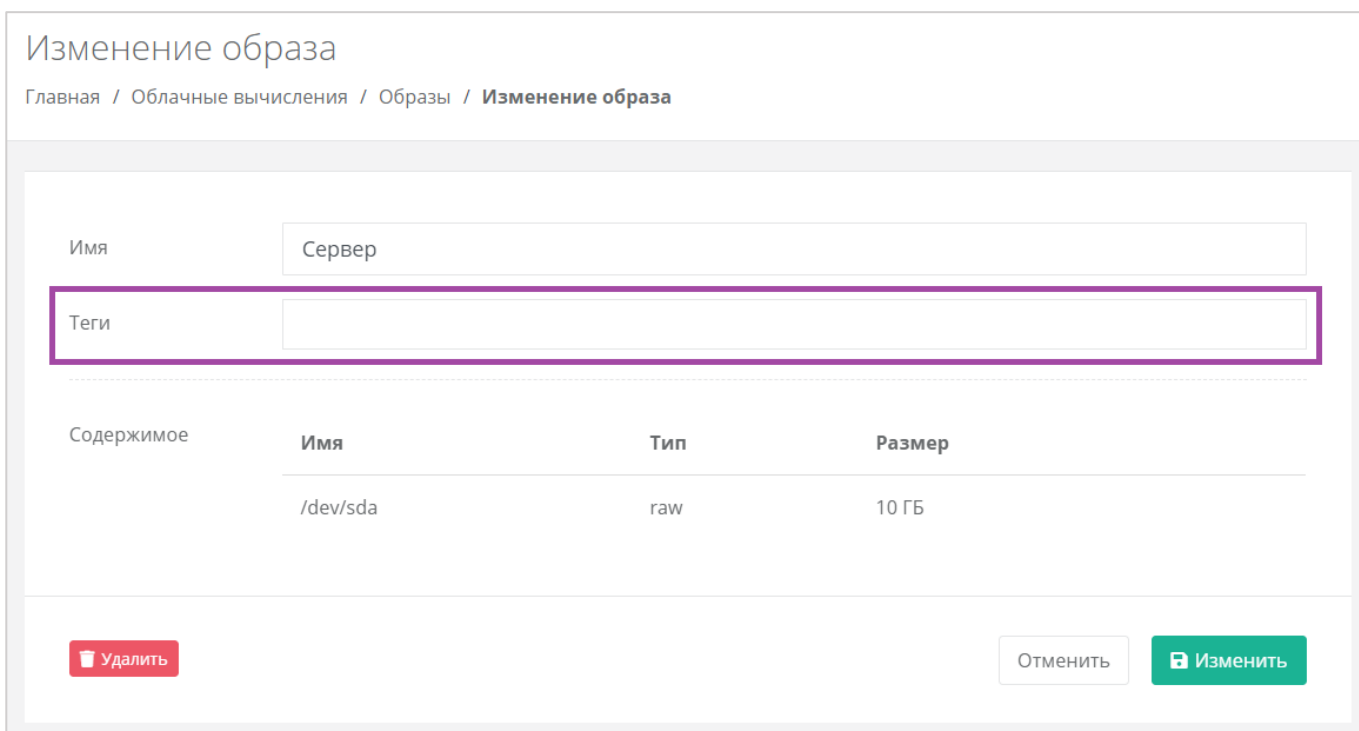 Изменение образа
Главная / Облачные вычисления / Образы / Изменение образа
Имя Сервер
Теги
Содержимое Имя Тип Размер
/dev/sda raw 10 ГБ
Удалить Отменить Изменить